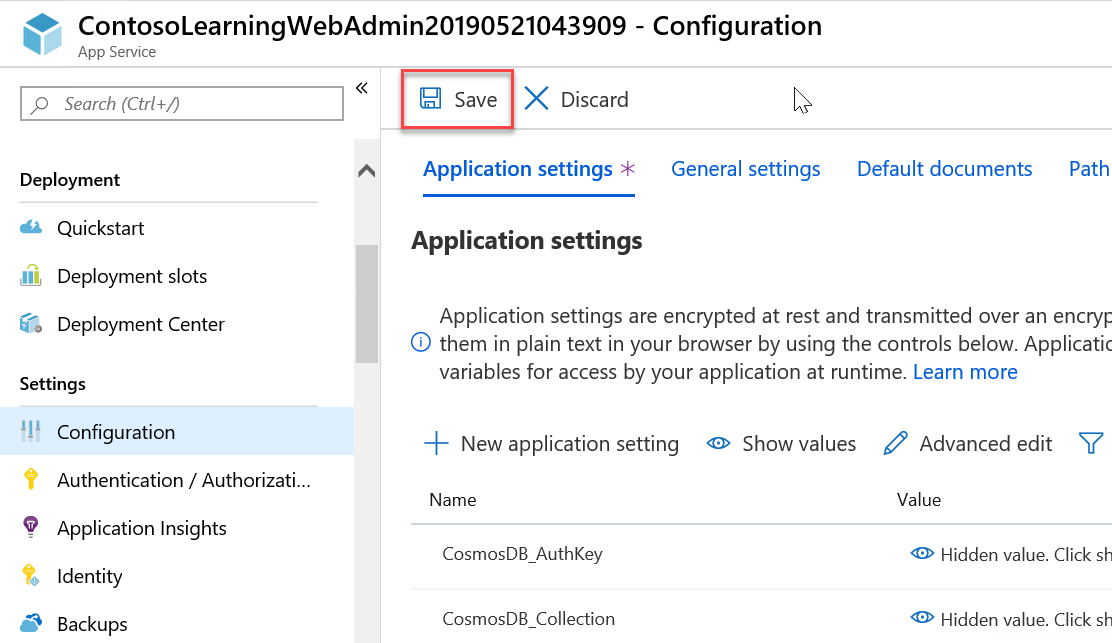 ContosoLearningWebAdmin20190521043909 - Configuration
App Service
Search (Ctrl+/)
«
Deployment
Quickstart
Deployment slots
Deployment Center
Settings
Configuration
Authentication / Authorizati...
Application Insights
Identity
Backups
Save
Discard
Application settings *
General settings
Default documents
Path
Application settings
Application settings are encrypted at rest and transmitted over an encryp
them in plain text in your browser by using the controls below. Applicatic
variables for access by your application at runtime. Learn more
New application setting
Show values
Advanced edit
Name Value
CosmosDB_AuthKey Hidden value. Click sh
CosmosDB_Collection Hidden value. Click sh